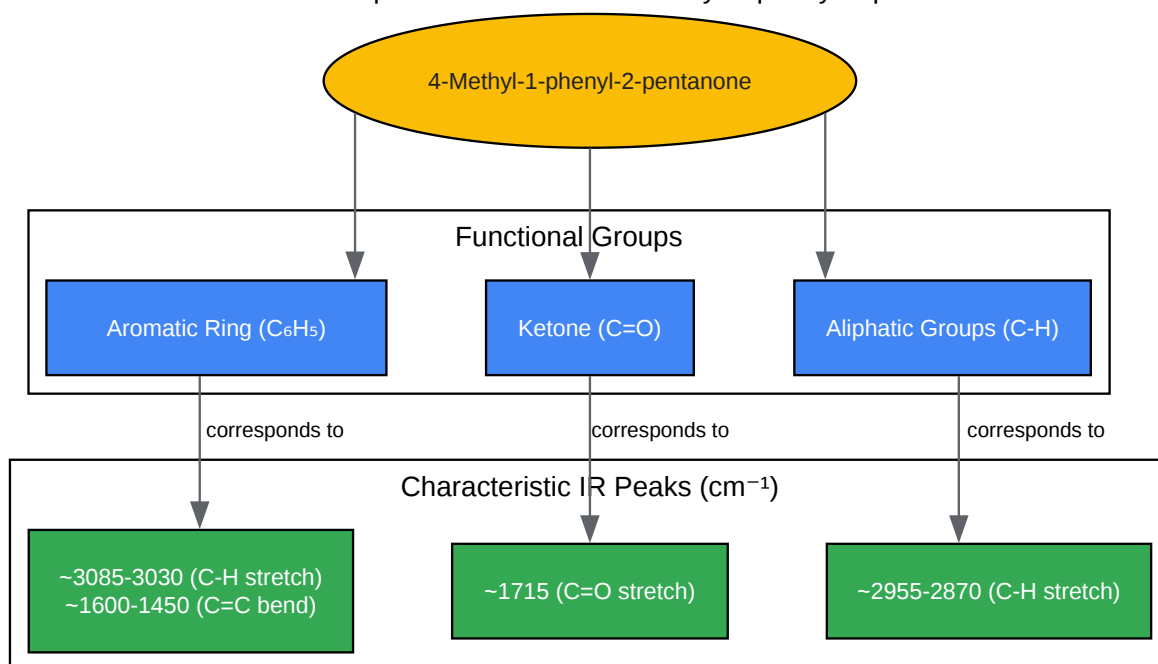 4-Methyl-1-phenyl-2-pentanone
Functional Groups
Aromatic Ring (C₆H₅)
Ketone (C=O)
Aliphatic Groups (C-H)
corresponds to
corresponds to
corresponds to
Characteristic IR Peaks (cm⁻¹)
~3085-3030 (C-H stretch)
~1600-1450 (C=C bend)
~1715 (C=O stretch)
~2955-2870 (C-H stretch)